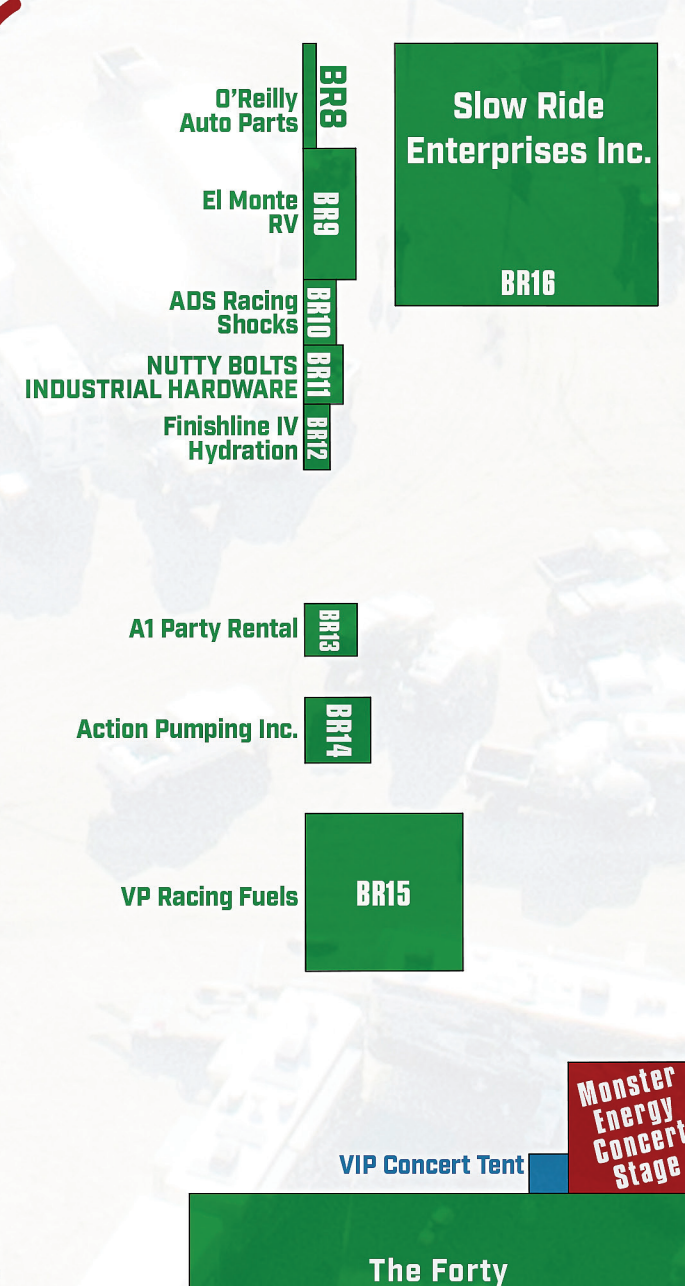 O'Reilly
Auto Parts
BR8
Slow Ride
Enterprises Inc.
BR16
El Monte
RV
BR9
ADS Racing
Shocks
BR10
NUTTY BOLTS
INDUSTRIAL HARDWARE
BR11
Finishline IV
Hydration
BR12
A1 Party Rental
BR13
Action Pumping Inc.
BR14
VP Racing Fuels
BR15
Monster
Energy
Concert
Stage
VIP Concert Tent
The Forty